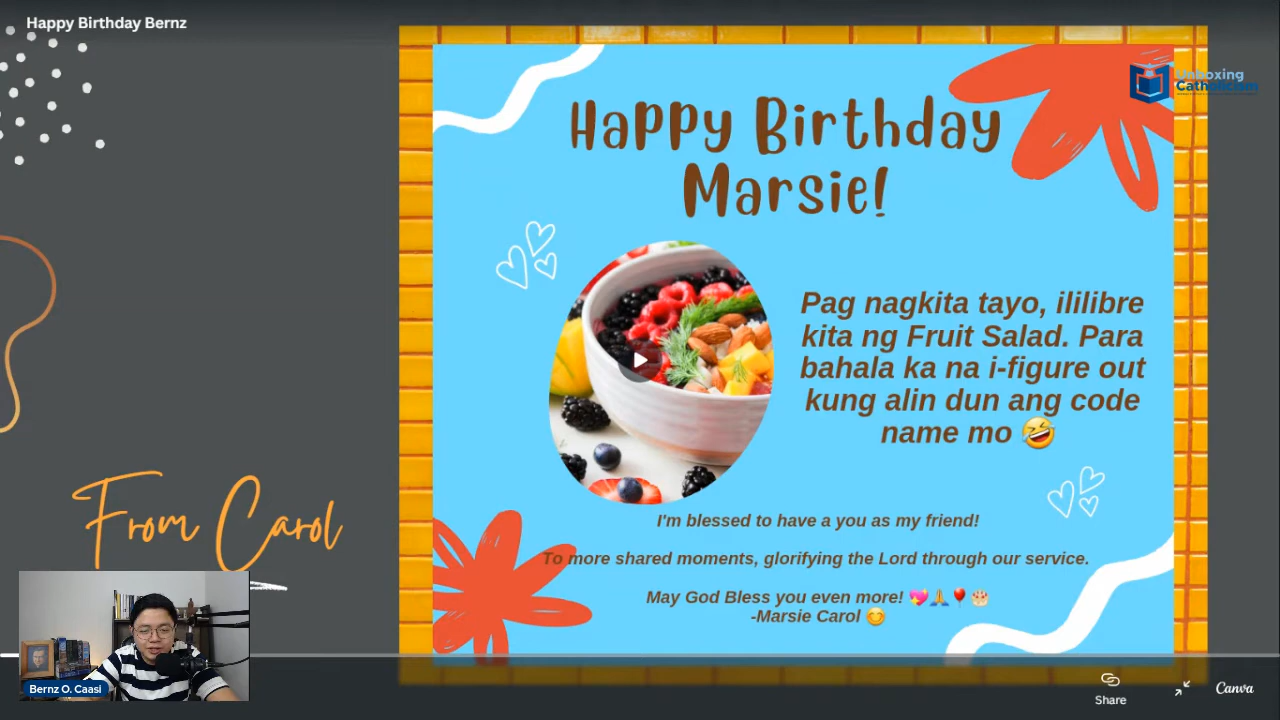 Happy Birthday Bernz
Unboxing
Catholicism
Happy Birthday
Marsie!
Pag nagkita tayo, ililibre
kita ng Fruit Salad. Para
bahala ka na i-figure out
kung alin dun ang code
name mo 🤣
I'm blessed to have a you as my friend!
To more shared moments, glorifying the Lord through our service.
May God Bless you even more! 💖🙏🎈🎂
-Marsie Carol 😊
From Carol
Bernz O. Caasi
Share
Canva